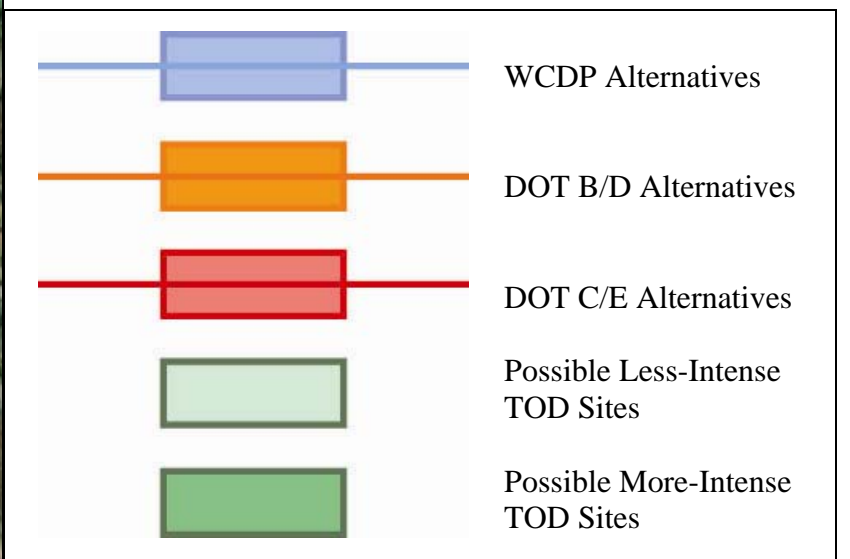 WCDP Alternatives
DOT B/D Alternatives
DOT C/E Alternatives
Possible Less-Intense
TOD Sites
Possible More-Intense
TOD Sites